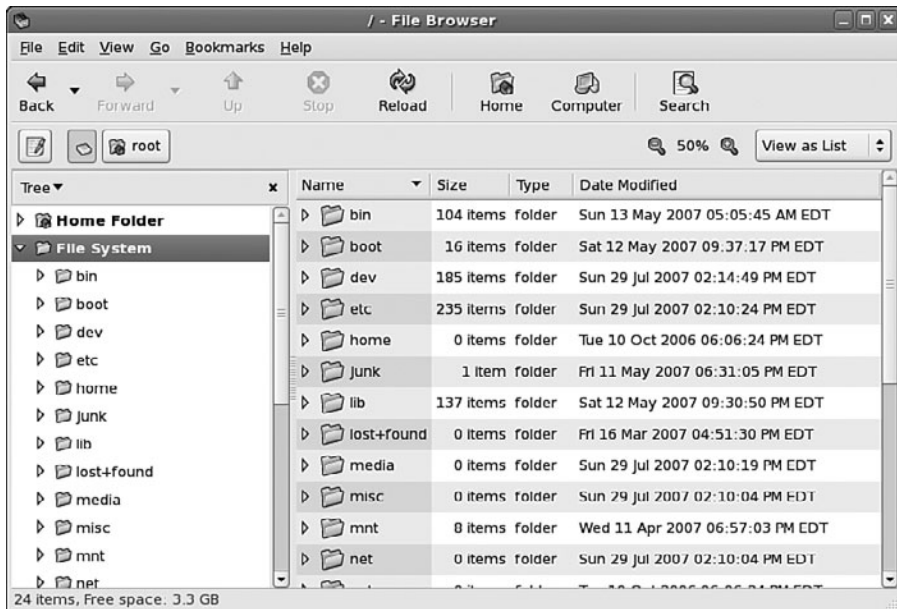 / - File Browser
File Edit View Go Bookmarks Help
Back Forward Up Stop Reload Home Computer Search
root 50% View as List
Tree x
Name Size Type Date Modified
Home Folder
File System
bin
boot
dev
etc
home
Junk
lib
lost+found
media
misc
mnt
net
bin 104 items folder Sun 13 May 2007 05:05:45 AM EDT
boot 16 items folder Sat 12 May 2007 09:37:17 PM EDT
dev 185 items folder Sun 29 Jul 2007 02:14:49 PM EDT
etc 235 items folder Sun 29 Jul 2007 02:10:24 PM EDT
home 0 items folder Tue 10 Oct 2006 06:06:24 PM EDT
Junk 1 item folder Fri 11 May 2007 06:31:05 PM EDT
lib 137 items folder Sat 12 May 2007 09:30:50 PM EDT
lost+found 0 items folder Fri 16 Mar 2007 04:51:30 PM EDT
media 0 items folder Sun 29 Jul 2007 02:10:19 PM EDT
misc 0 items folder Sun 29 Jul 2007 02:10:04 PM EDT
mnt 8 items folder Wed 11 Apr 2007 06:57:03 PM EDT
net 0 items folder Sun 29 Jul 2007 02:10:04 PM EDT
24 items, Free space: 3.3 GB